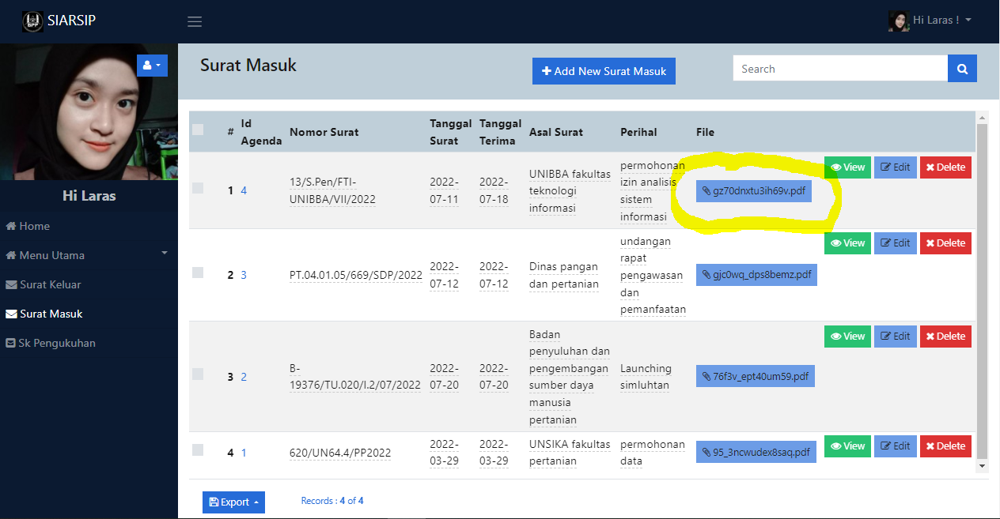 SIARSIP
Hi Laras !
Surat Masuk
Add New Surat Masuk
Search
Hi Laras
Home
Menu Utama
Surat Keluar
Surat Masuk
Sk Pengukuhan
# Id Agenda Nomor Surat Tanggal Surat Tanggal Terima Asal Surat Perihal File
1 4 13/S.Pen/FTI-UNIBBA/VII/2022 2022-07-11 2022-07-18 UNIBBA fakultas teknologi informasi permohonan izin analisis sistem informasi gz70dnxtu3ih69v.pdf View Edit Delete
2 3 PT.04.01.05/669/SDP/2022 2022-07-12 2022-07-12 Dinas pangan dan pertanian undangan rapat pengawasan dan pemanfaatan gjc0wq_dps8bemz.pdf View Edit Delete
3 2 B-19376/TU.020/I.2/07/2022 2022-07-20 2022-07-20 Badan penyuluhan dan pengembangan sumber daya manusia pertanian Launching simluhtan 76f3v_ept40um59.pdf View Edit Delete
4 1 620/UN64.4/PP2022 2022-03-29 2022-03-29 UNSIKA fakultas pertanian permohonan data 95_3ncwudex8saq.pdf View Edit Delete
Export
Records : 4 of 4